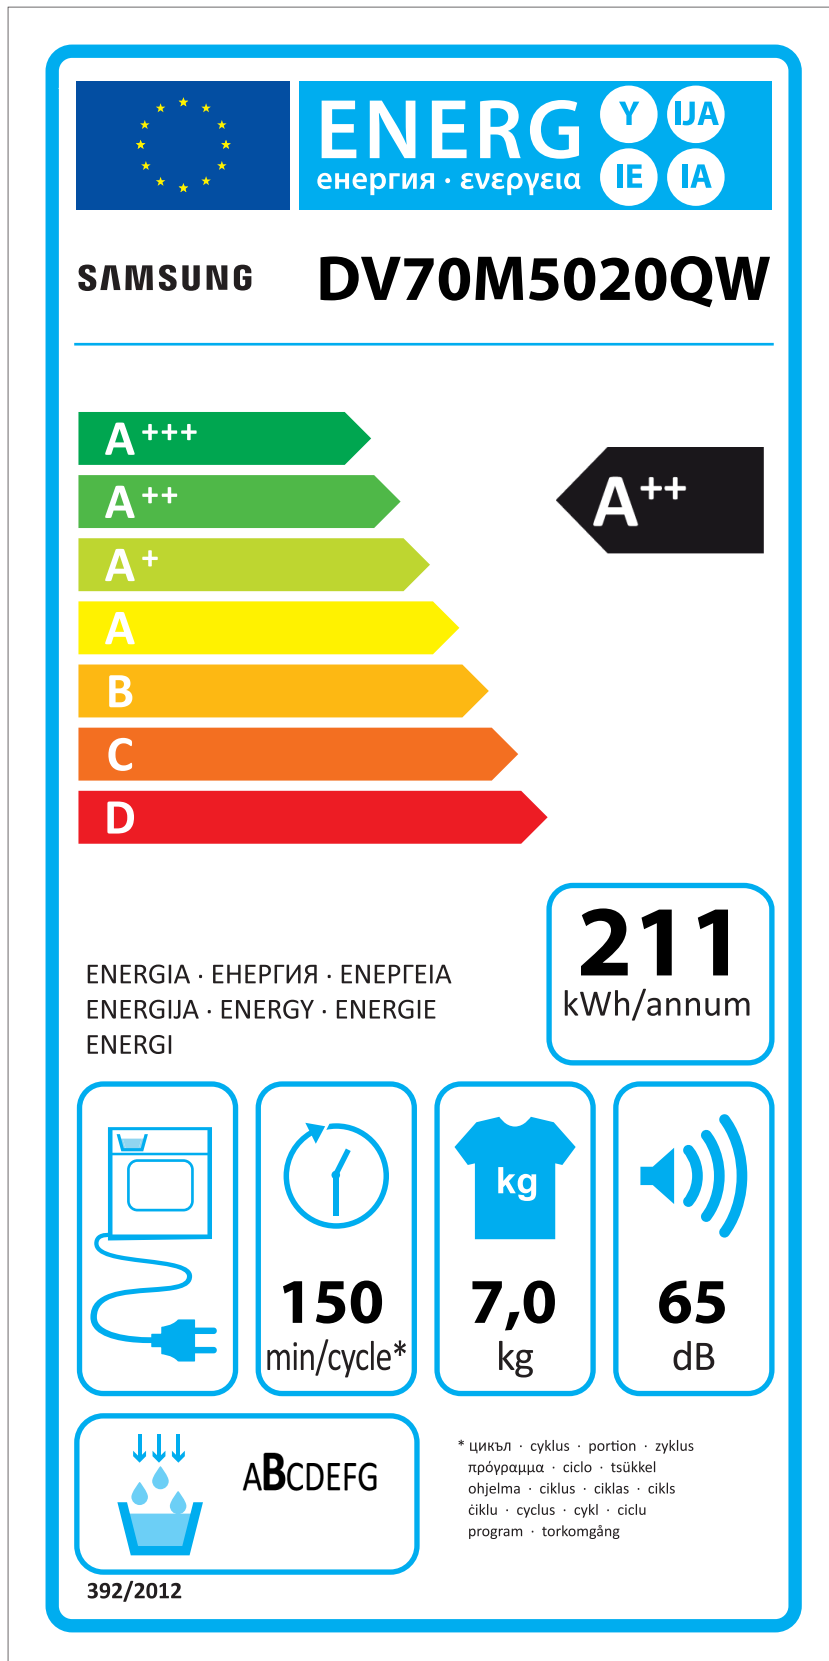 ENERG
Y IJA
IE IA
енергия · ενεργεια
SAMSUNG
DV70M5020QW
A+++
A++
A++
A+
A
B
C
D
211
kWh/annum
ENERGIA · ЕНЕРГИЯ · ΕΝΕΡΓΕΙΑ
ENERGIJA · ENERGY · ENERGIE
ENERGI
kg
150
min/cycle*
7,0
kg
65
dB
ABCDEFG
* цикъл · cyklus · portion · zyklus
πρόγραμμα · ciclo · tsükkel
ohjelma · ciklus · ciklas · cikls
ċiklu · cyclus · cykl · ciclu
program · torkomgång
392/2012